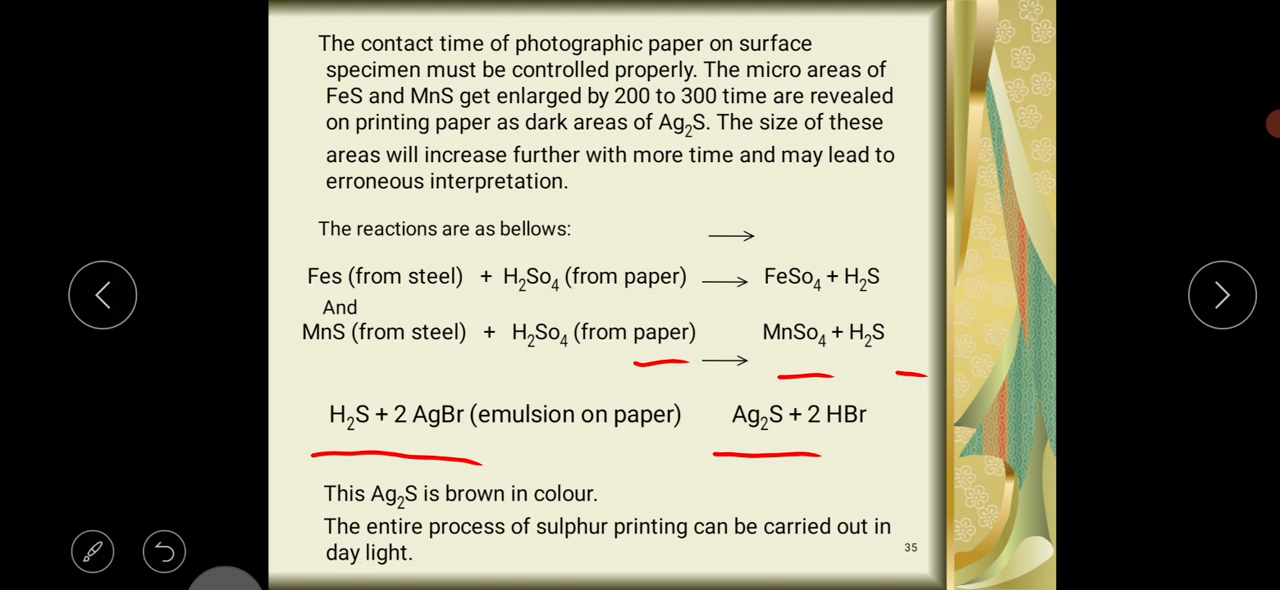 The contact time of photographic paper on surface
specimen must be controlled properly. The micro areas of
FeS and MnS get enlarged by 200 to 300 time are revealed
on printing paper as dark areas of Ag₂S. The size of these
areas will increase further with more time and may lead to
erroneous interpretation.
The reactions are as bellows: →
Fes (from steel) + H₂So₄ (from paper) → FeSo₄ + H₂S
And
MnS (from steel) + H₂So₄ (from paper) → MnSo₄ + H₂S
H₂S + 2 AgBr (emulsion on paper) Ag₂S + 2 HBr
This Ag₂S is brown in colour.
The entire process of sulphur printing can be carried out in
day light.
35